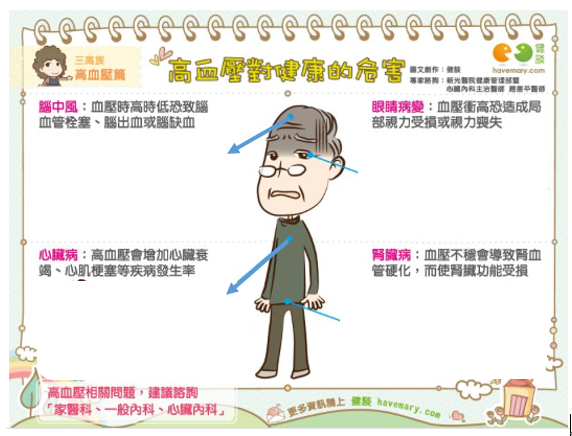 三高族
高血壓篇
高血壓對健康的危害
健談
havemary.com
圖文創作：健談
專家諮詢：新光醫院健康管理部暨
心臟內科主治醫師 趙嘉平醫師
腦中風：血壓時高時低恐致腦
血管栓塞、腦出血或腦缺血
眼睛病變：血壓衝高恐造成局
部視力受損或視力喪失
心臟病：高血壓會增加心臟衰
竭、心肌梗塞等疾病發生率
腎臟病：血壓不穩會導致腎血
管硬化，而使腎臟功能受損
高血壓相關問題，建議諮詢
「家醫科、一般內科、心臟內科」
更多資訊請上 健談 havemary.com